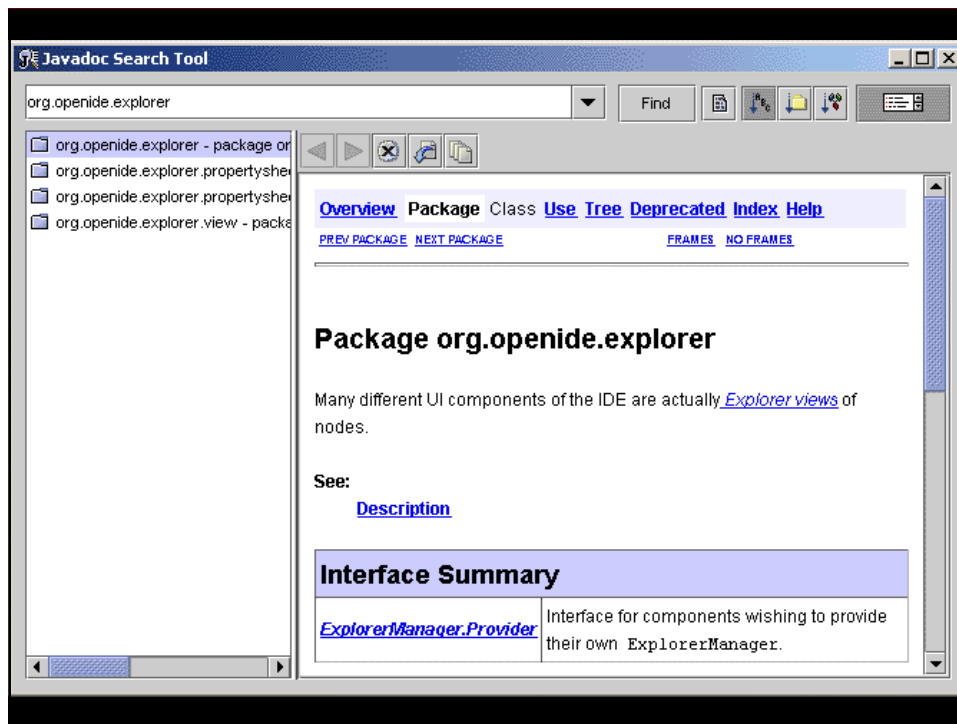 Javadoc Search Tool
org.openide.explorer
Find
org.openide.explorer - package or
org.openide.explorer.propertyshe
org.openide.explorer.propertyshe
org.openide.explorer.view - packa
Overview Package Class Use Tree Deprecated Index Help
PREV PACKAGE NEXT PACKAGE FRAMES NO FRAMES
Package org.openide.explorer
Many different UI components of the IDE are actually Explorer views of
nodes.
See:
Description
Interface Summary
ExplorerManager.Provider
Interface for components wishing to provide
their own ExplorerManager.